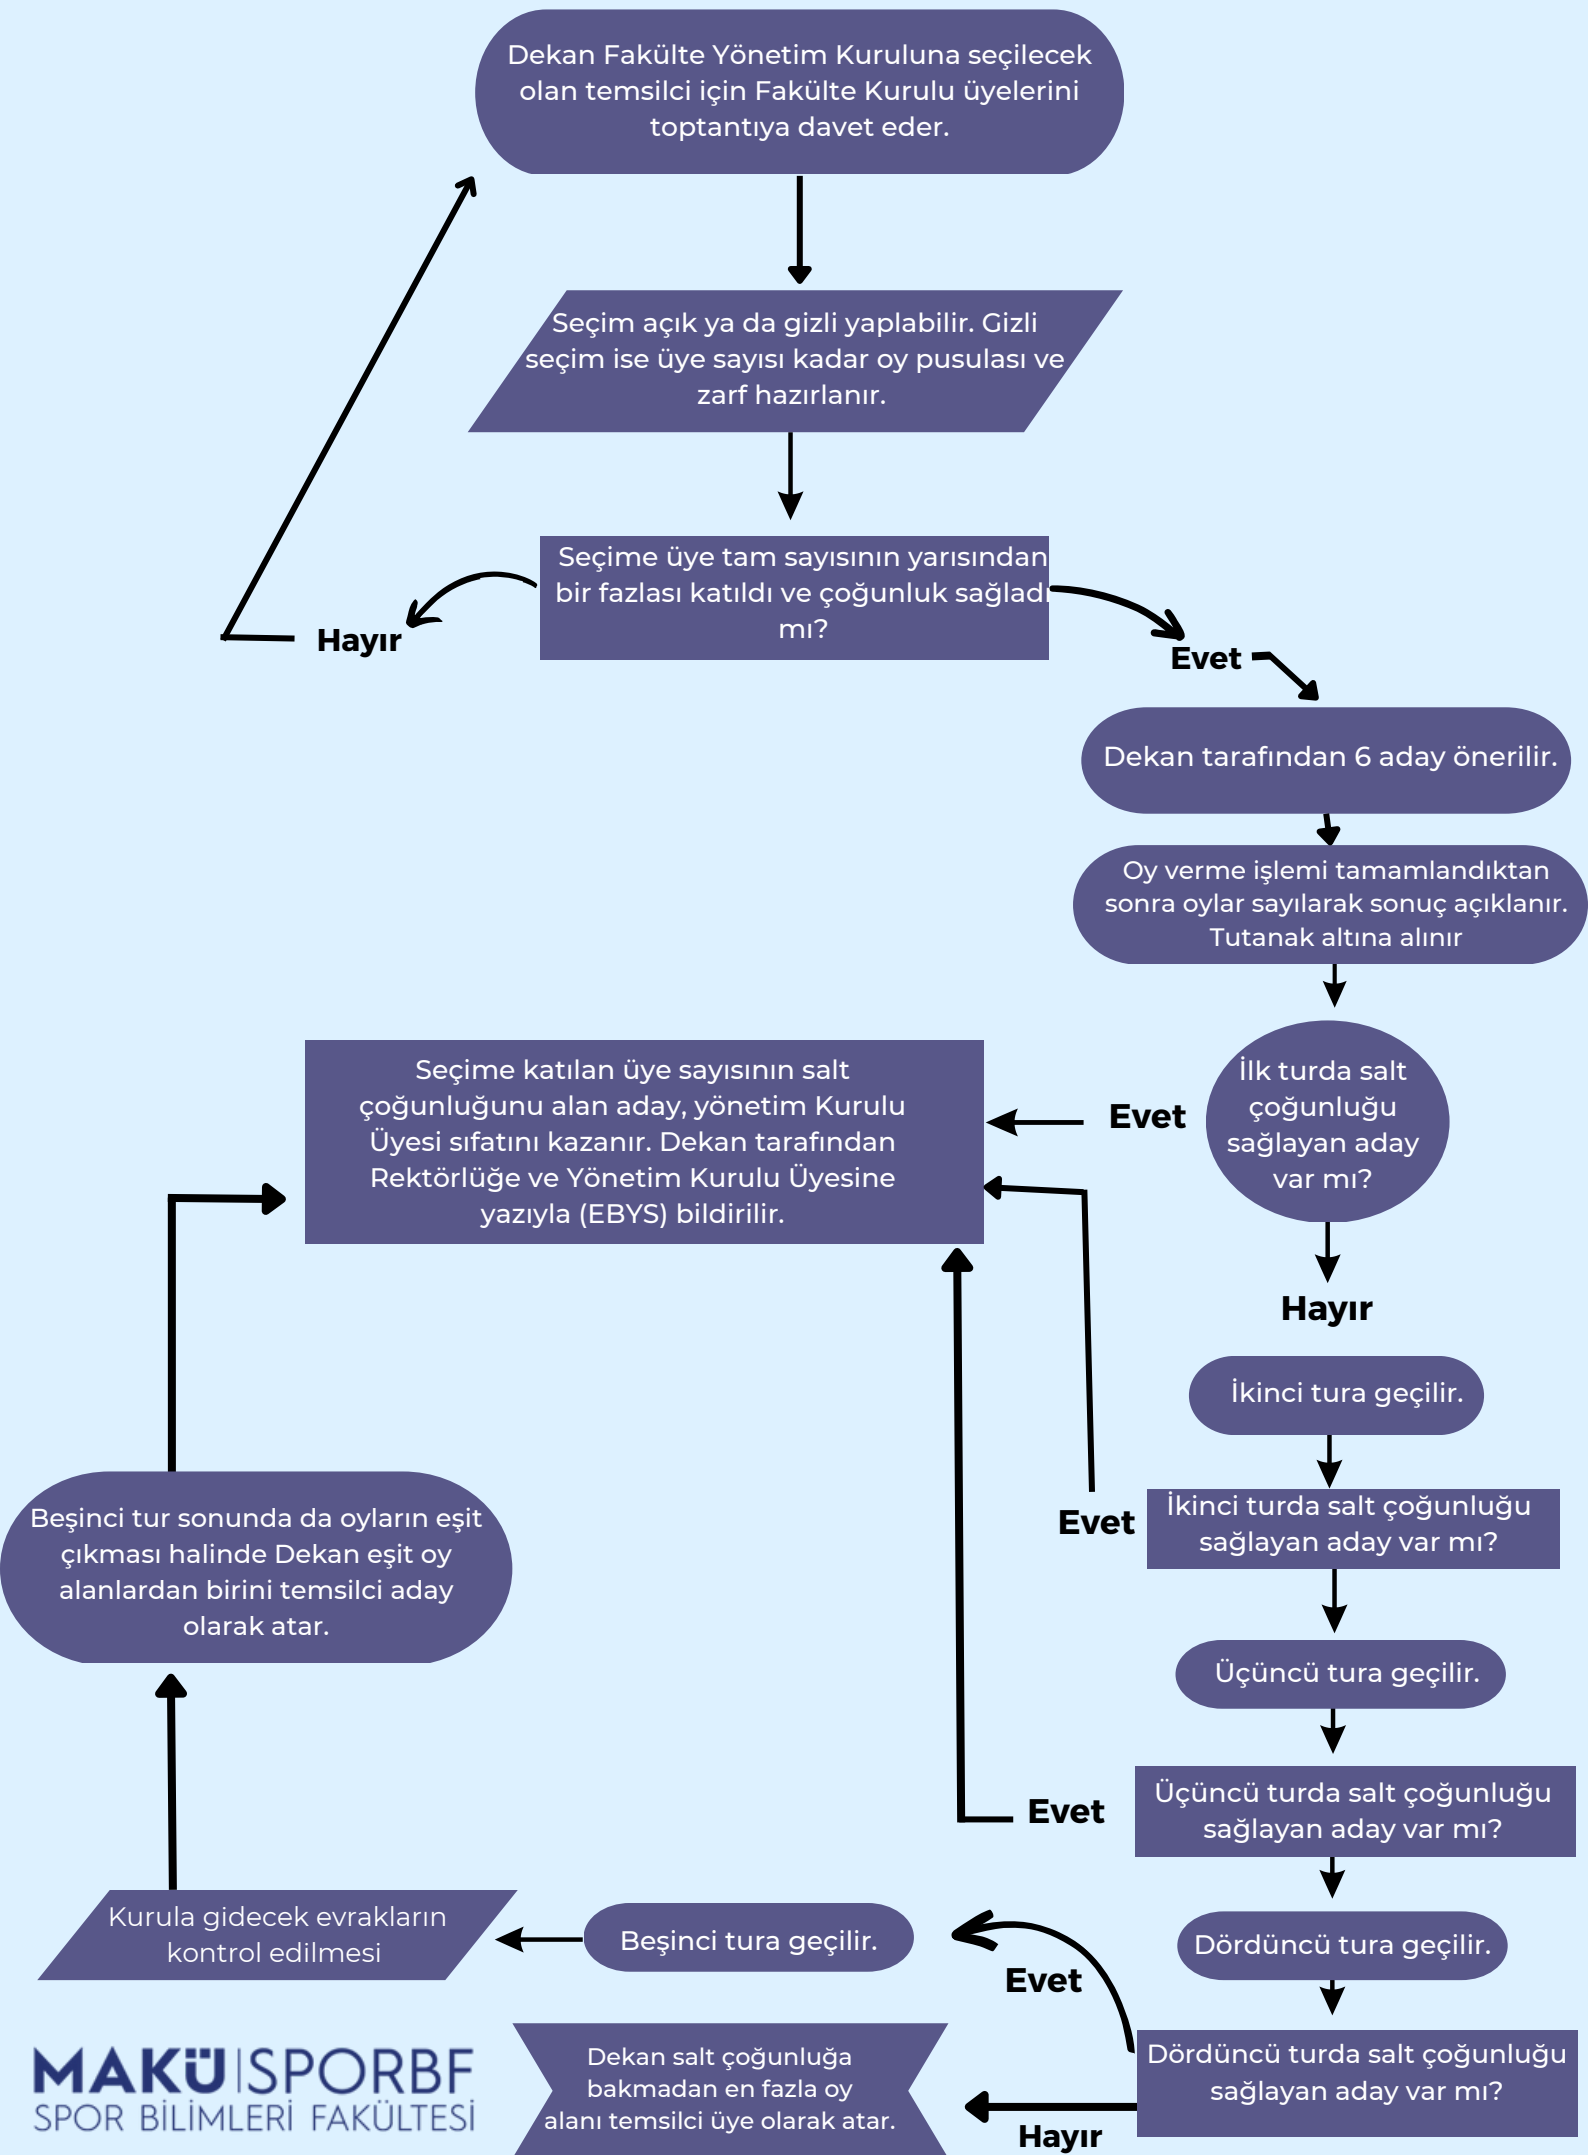 Dekan Fakülte Yönetim Kuruluna seçilecek
olan temsilci için Fakülte Kurulu üyelerini
toptantıya davet eder.
Seçim açık ya da gizli yaplabilir. Gizli
seçim ise üye sayısı kadar oy pusulası ve
zarf hazırlanır.
Seçime üye tam sayısının yarısından
bir fazlası katıldı ve çoğunluk sağladı
mı?
Hayır
Evet
Dekan tarafından 6 aday önerilir.
Oy verme işlemi tamamlandıktan
sonra oylar sayılarak sonuç açıklanır.
Tutanak altına alınır
İlk turda salt
çoğunluğu
sağlayan aday
var mı?
Evet
Seçime katılan üye sayısının salt
çoğunluğunu alan aday, yönetim Kurulu
Üyesi sıfatını kazanır. Dekan tarafından
Rektörlüğe ve Yönetim Kurulu Üyesine
yazıyla (EBYS) bildirilir.
Hayır
İkinci tura geçilir.
İkinci turda salt çoğunluğu
sağlayan aday var mı?
Evet
Üçüncü tura geçilir.
Üçüncü turda salt çoğunluğu
sağlayan aday var mı?
Evet
Dördüncü tura geçilir.
Dördüncü turda salt çoğunluğu
sağlayan aday var mı?
Evet
Beşinci tura geçilir.
Kurula gidecek evrakların
kontrol edilmesi
Beşinci tur sonunda da oyların eşit
çıkması halinde Dekan eşit oy
alanlardan birini temsilci aday
olarak atar.
Hayır
Dekan salt çoğunluğa
bakmadan en fazla oy
alanı temsilci üye olarak atar.
MAKÜ|SPORBF
SPOR BİLİMLERİ FAKÜLTESİ